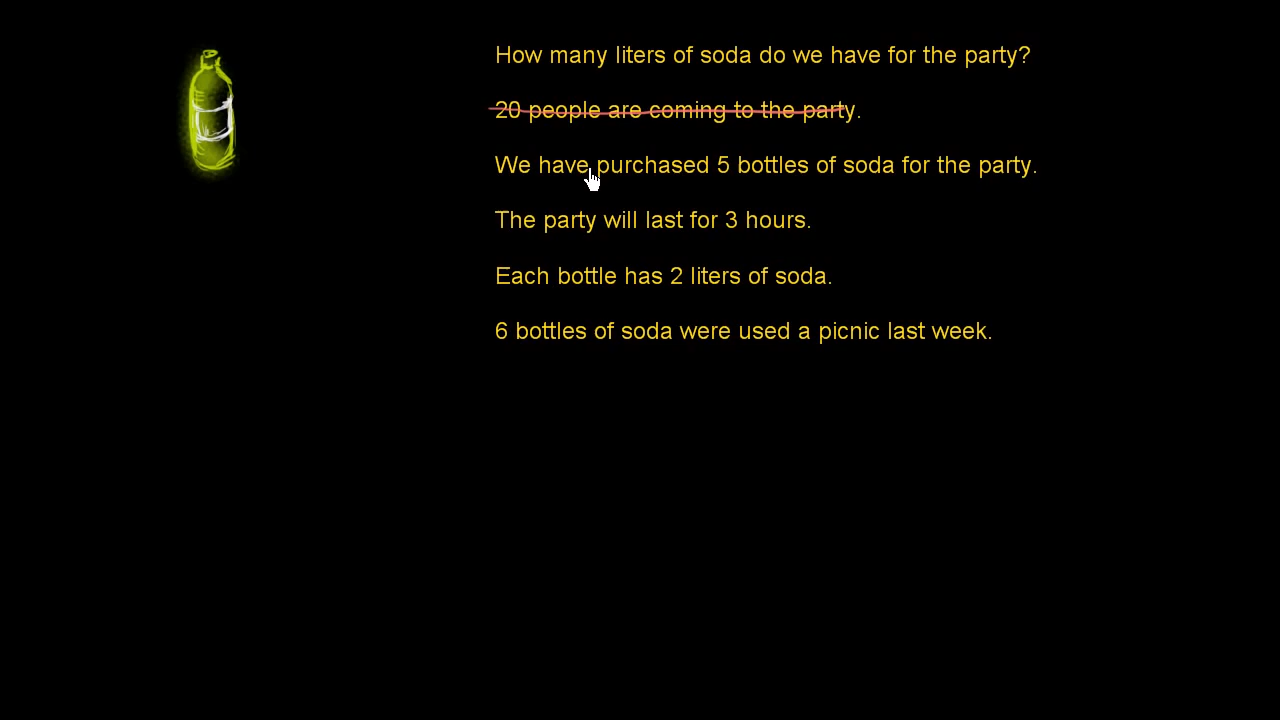 How many liters of soda do we have for the party?
20 people are coming to the party.
We have purchased 5 bottles of soda for the party.
The party will last for 3 hours.
Each bottle has 2 liters of soda.
6 bottles of soda were used a picnic last week.